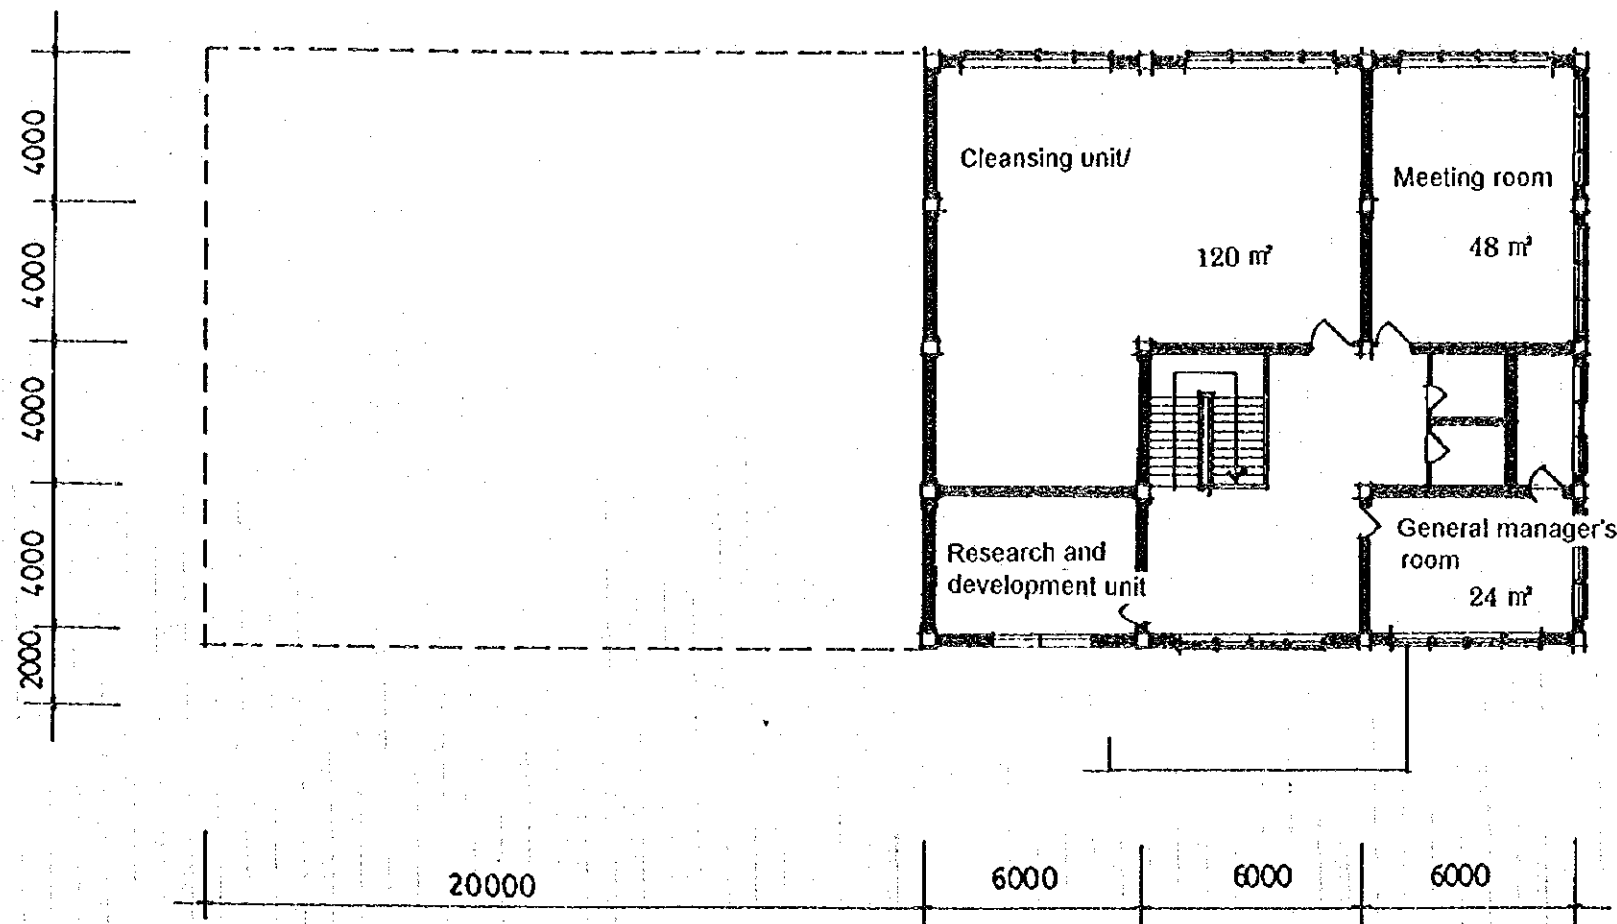 4000
4000
4000
4000
2000
Cleansing unit/
120 m²
Meeting room
48 m²
Research and
development unit
General manager's
room
24 m²
20000
6000
6000
6000